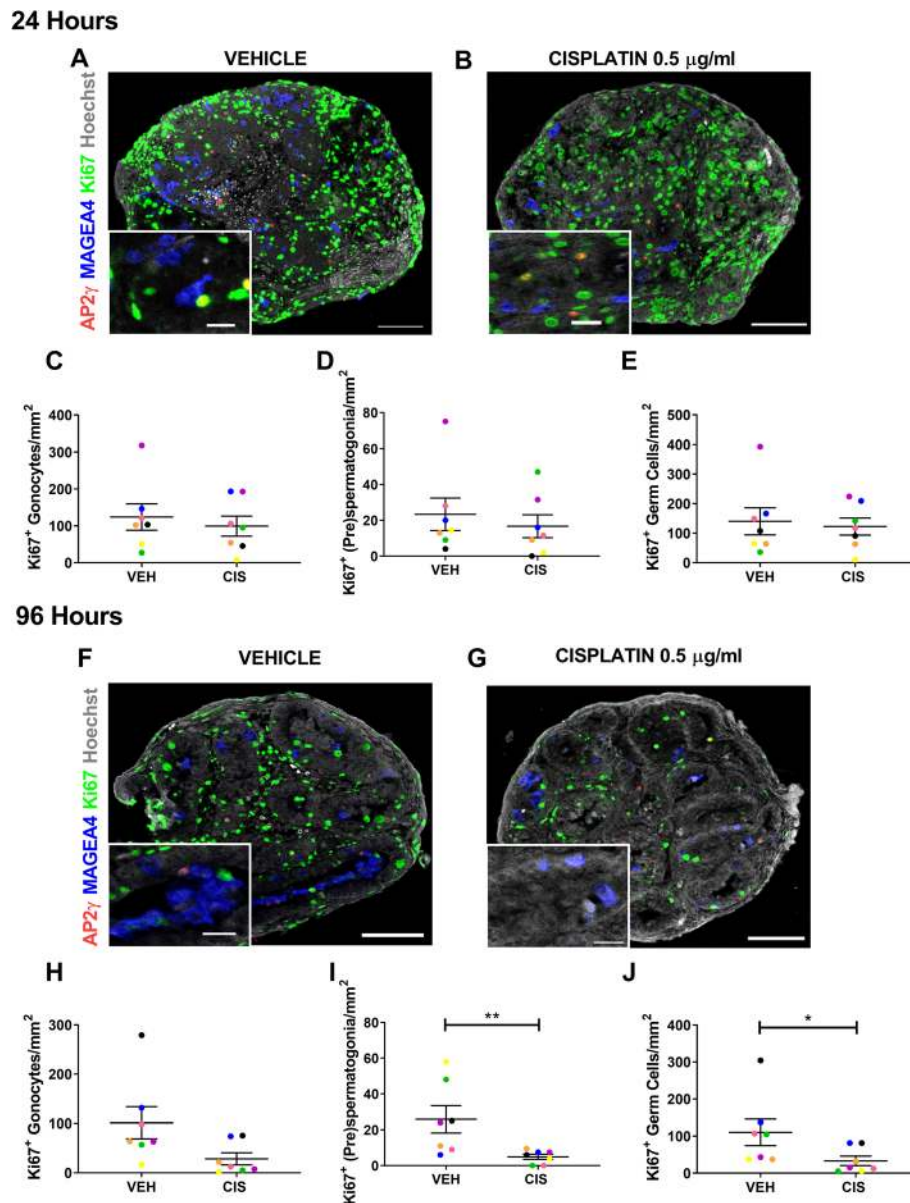 24 Hours
A VEHICLE B CISPLATIN 0.5 μg/ml
AP2γ MAGEA4 Ki67 Hoechst
C D E
Ki67⁺ Gonocytes/mm²
400
300
200
100
0
VEH CIS
Ki67⁺ (Pre)spermatogonia/mm²
80
60
40
20
0
VEH CIS
Ki67⁺ Germ Cells/mm²
500
400
300
200
100
0
VEH CIS
96 Hours
F VEHICLE G CISPLATIN 0.5 μg/ml
AP2γ MAGEA4 Ki67 Hoechst
H I J
Ki67⁺ Gonocytes/mm²
300
200
100
0
VEH CIS
Ki67⁺ (Pre)spermatogonia/mm²
80
60
40
20
0
**
VEH CIS
Ki67⁺ Germ Cells/mm²
400
300
200
100
0
*
VEH CIS